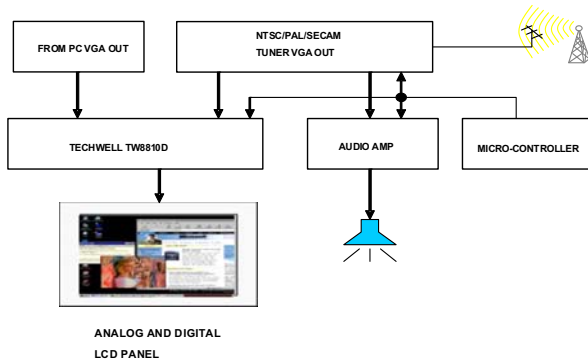 FROM PC VGA OUT
NTSC/PAL/SECAM
TUNER VGA OUT
TECHWELL TW8810D
AUDIO AMP
MICRO-CONTROLLER
ANALOG AND DIGITAL
LCD PANEL